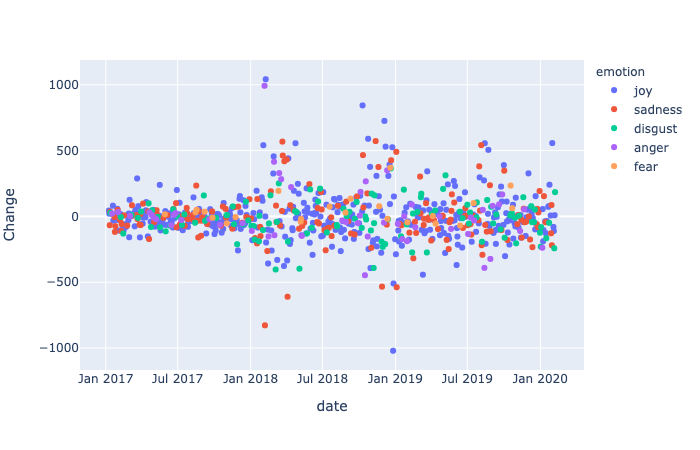 1000
500
0
−500
−1000
Change
Jan 2017
Jul 2017
Jan 2018
Jul 2018
Jan 2019
Jul 2019
Jan 2020
date
emotion
joy
sadness
disgust
anger
fear